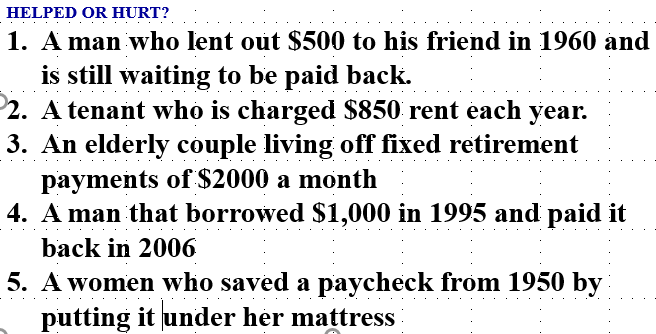 HELPED OR HURT?
1. A man who lent out $500 to his friend in 1960 and
is still waiting to be paid back.
2. A tenant who is charged $850 rent each year.
3. An elderly couple living off fixed retirement
payments of $2000 a month
4. A man that borrowed $1,000 in 1995 and paid it
back in 2006
5. A women who saved a paycheck from 1950 by
putting it under her mattress